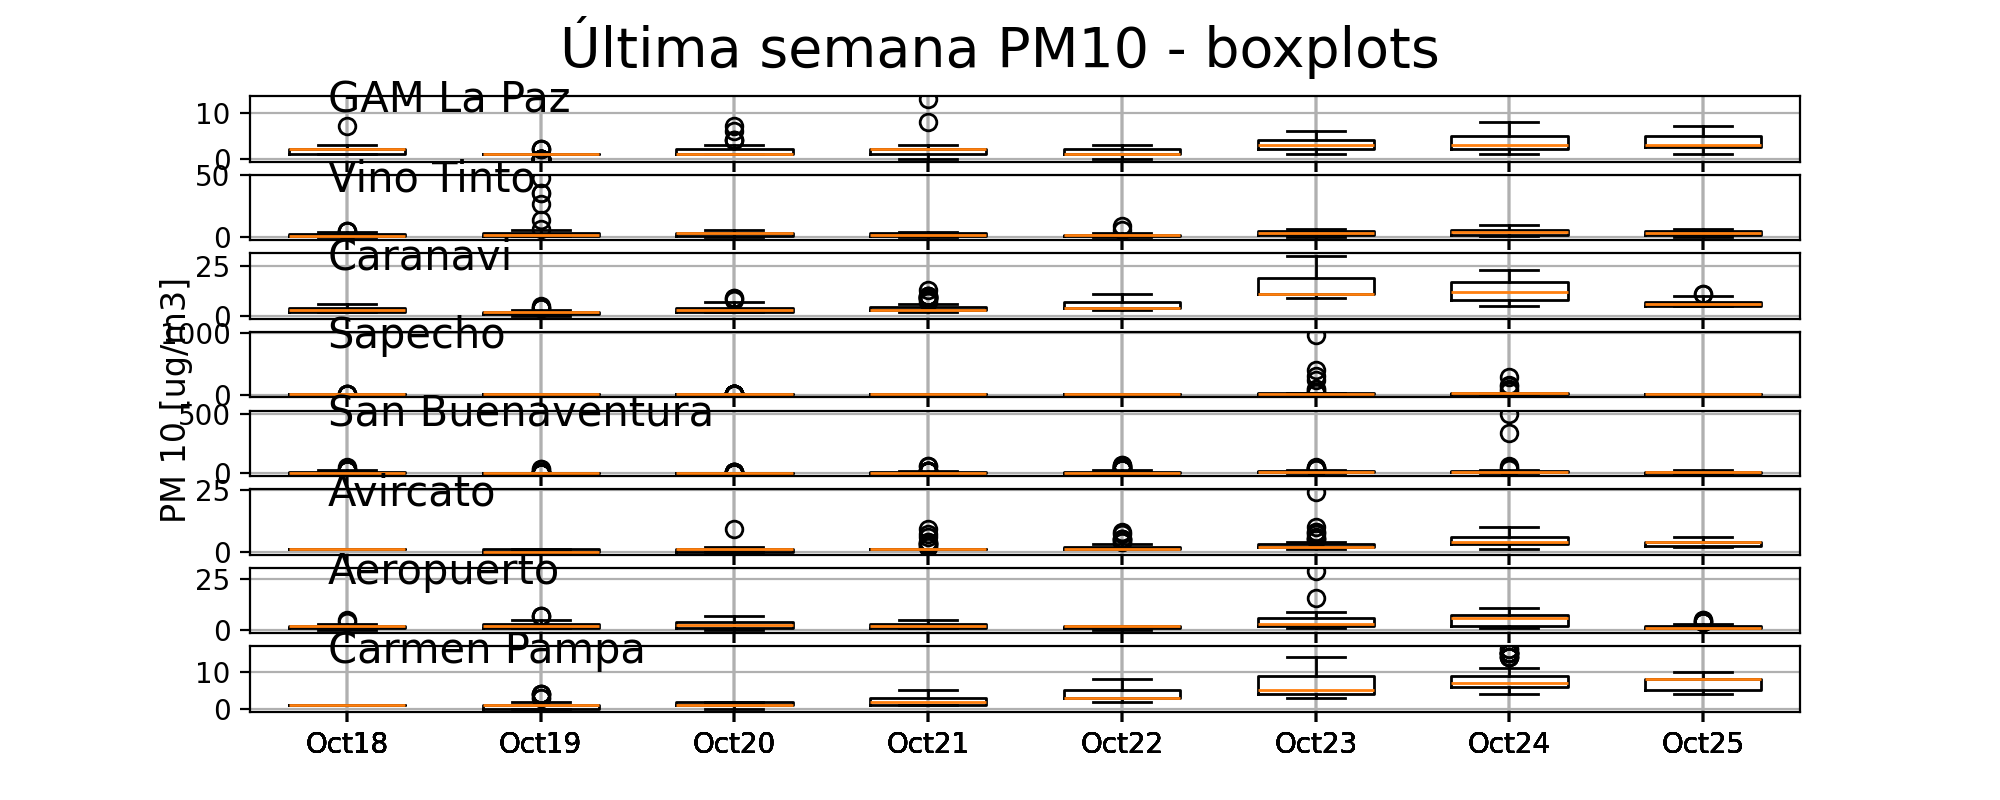 Última semana PM10 - boxplots
GAM La Paz
10
0
Vino Tinto
50
0
Caranavi
25
0
Sapecho
1000
0
San Buenaventura
500
0
Avircato
25
0
Aeropuerto
25
0
Carmen Pampa
10
0
PM 10 [ug/m3]
Oct18 Oct19 Oct20 Oct21 Oct22 Oct23 Oct24 Oct25